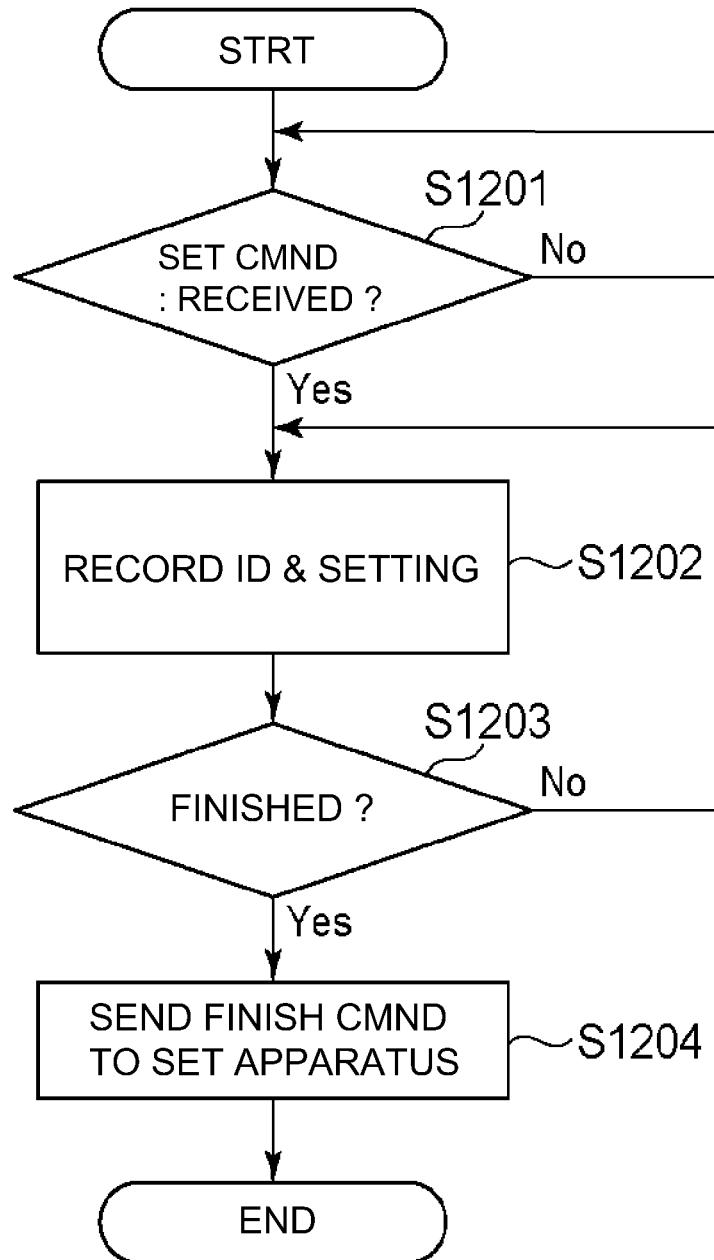 STRT
S1201
SET CMND
: RECEIVED ?
No
Yes
RECORD ID & SETTING
S1202
S1203
FINISHED ?
No
Yes
SEND FINISH CMND
TO SET APPARATUS
S1204
END